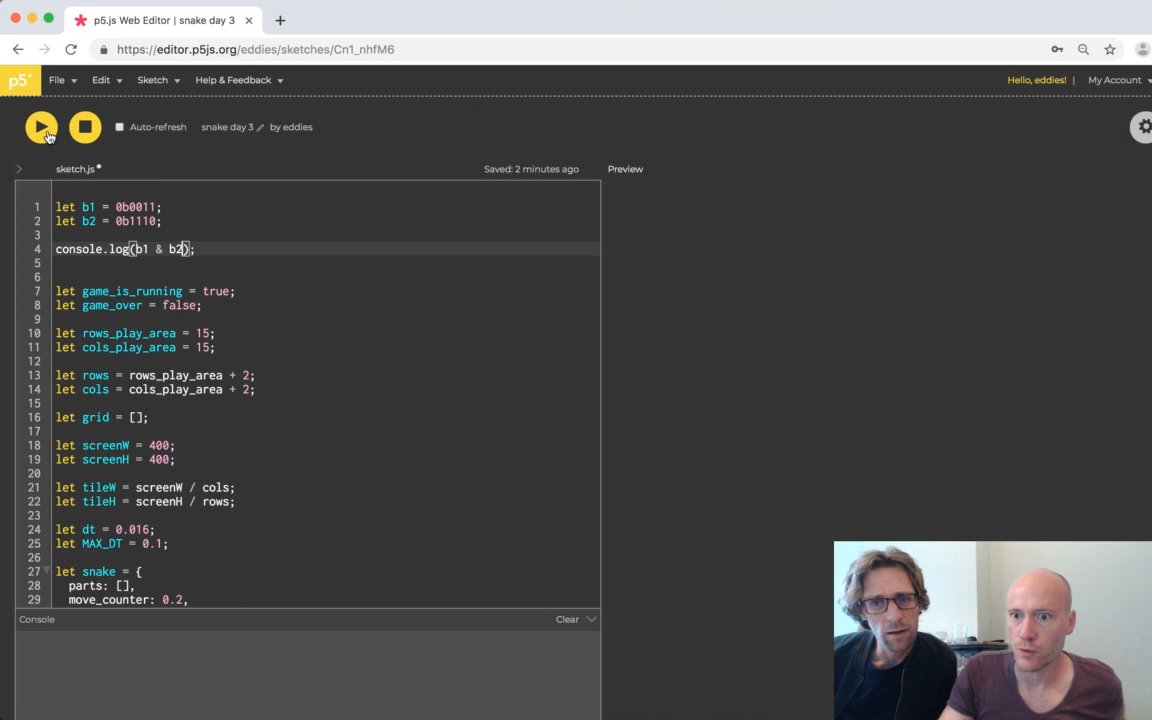 p5.js Web Editor | snake day 3
https://editor.p5js.org/eddies/sketches/Cn1_nhfM6
p5* File Edit Sketch Help & Feedback Hello, eddies! | My Account
Auto-refresh snake day 3 by eddies
sketch.js Saved: 2 minutes ago Preview
1 let b1 = 0b0011;
2 let b2 = 0b1110;
3
4 console.log(b1 & b2);
5
6
7 let game_is_running = true;
8 let game_over = false;
9
10 let rows_play_area = 15;
11 let cols_play_area = 15;
12
13 let rows = rows_play_area + 2;
14 let cols = cols_play_area + 2;
15
16 let grid = [];
17
18 let screenW = 400;
19 let screenH = 400;
20
21 let tileW = screenW / cols;
22 let tileH = screenH / rows;
23
24 let dt = 0.016;
25 let MAX_DT = 0.1;
26
27 let snake = {
28 parts: [],
29 move_counter: 0.2,
Console Clear